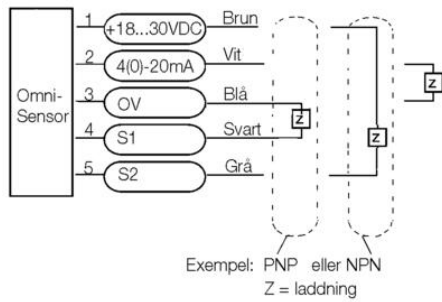 1 +18...30VDC Brun
2 4(0)-20mA Vit
Omni-
Sensor
3 OV Blå
4 S1 Svart
5 S2 Grå
Z
Z
Z
Exempel: PNP eller NPN
Z = laddning